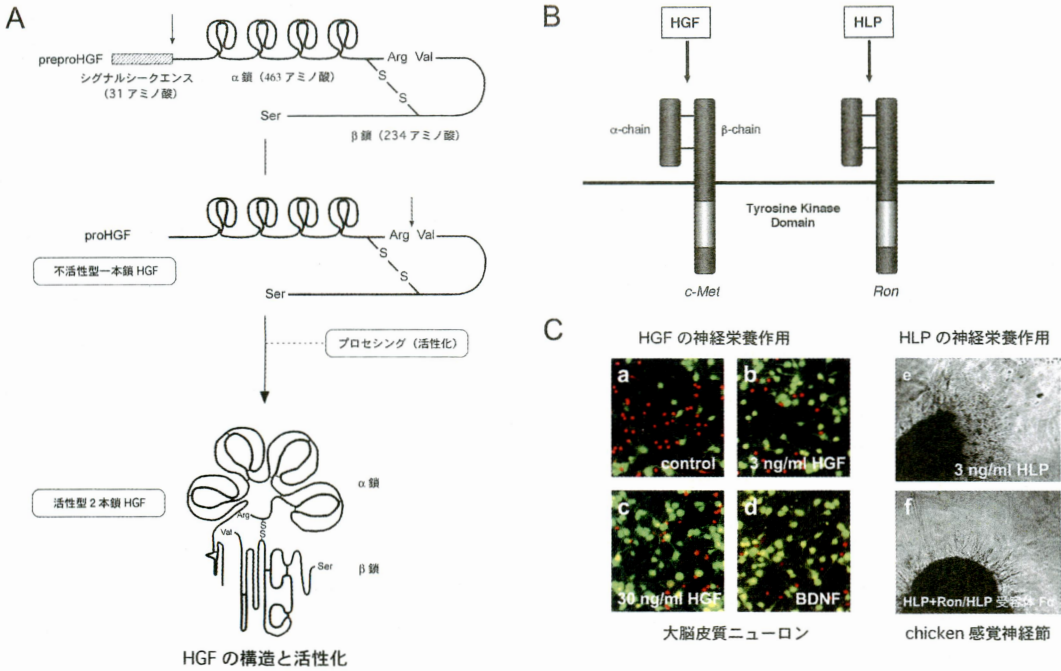 A
preproHGF
シグナルシークエンス
(31 アミノ酸)
α鎖 (463 アミノ酸)
Arg Val
S
S
Ser
β鎖 (234 アミノ酸)
proHGF
Arg Val
S
S
Ser
不活性型一本鎖 HGF
プロセシング (活性化)
活性型2本鎖 HGF
α鎖
Arg
S
S
Val
Ser
β鎖
HGF の構造と活性化
B
HGF
HLP
α-chain
β-chain
Tyrosine Kinase
Domain
c-Met
Ron
C
HGF の神経栄養作用
HLP の神経栄養作用
a
control
b
3 ng/ml HGF
c
30 ng/ml HGF
d
BDNF
e
3 ng/ml HLP
f
HLP+Ron/HLP 受容体 Fd
大脳皮質ニューロン
chicken 感覚神経節